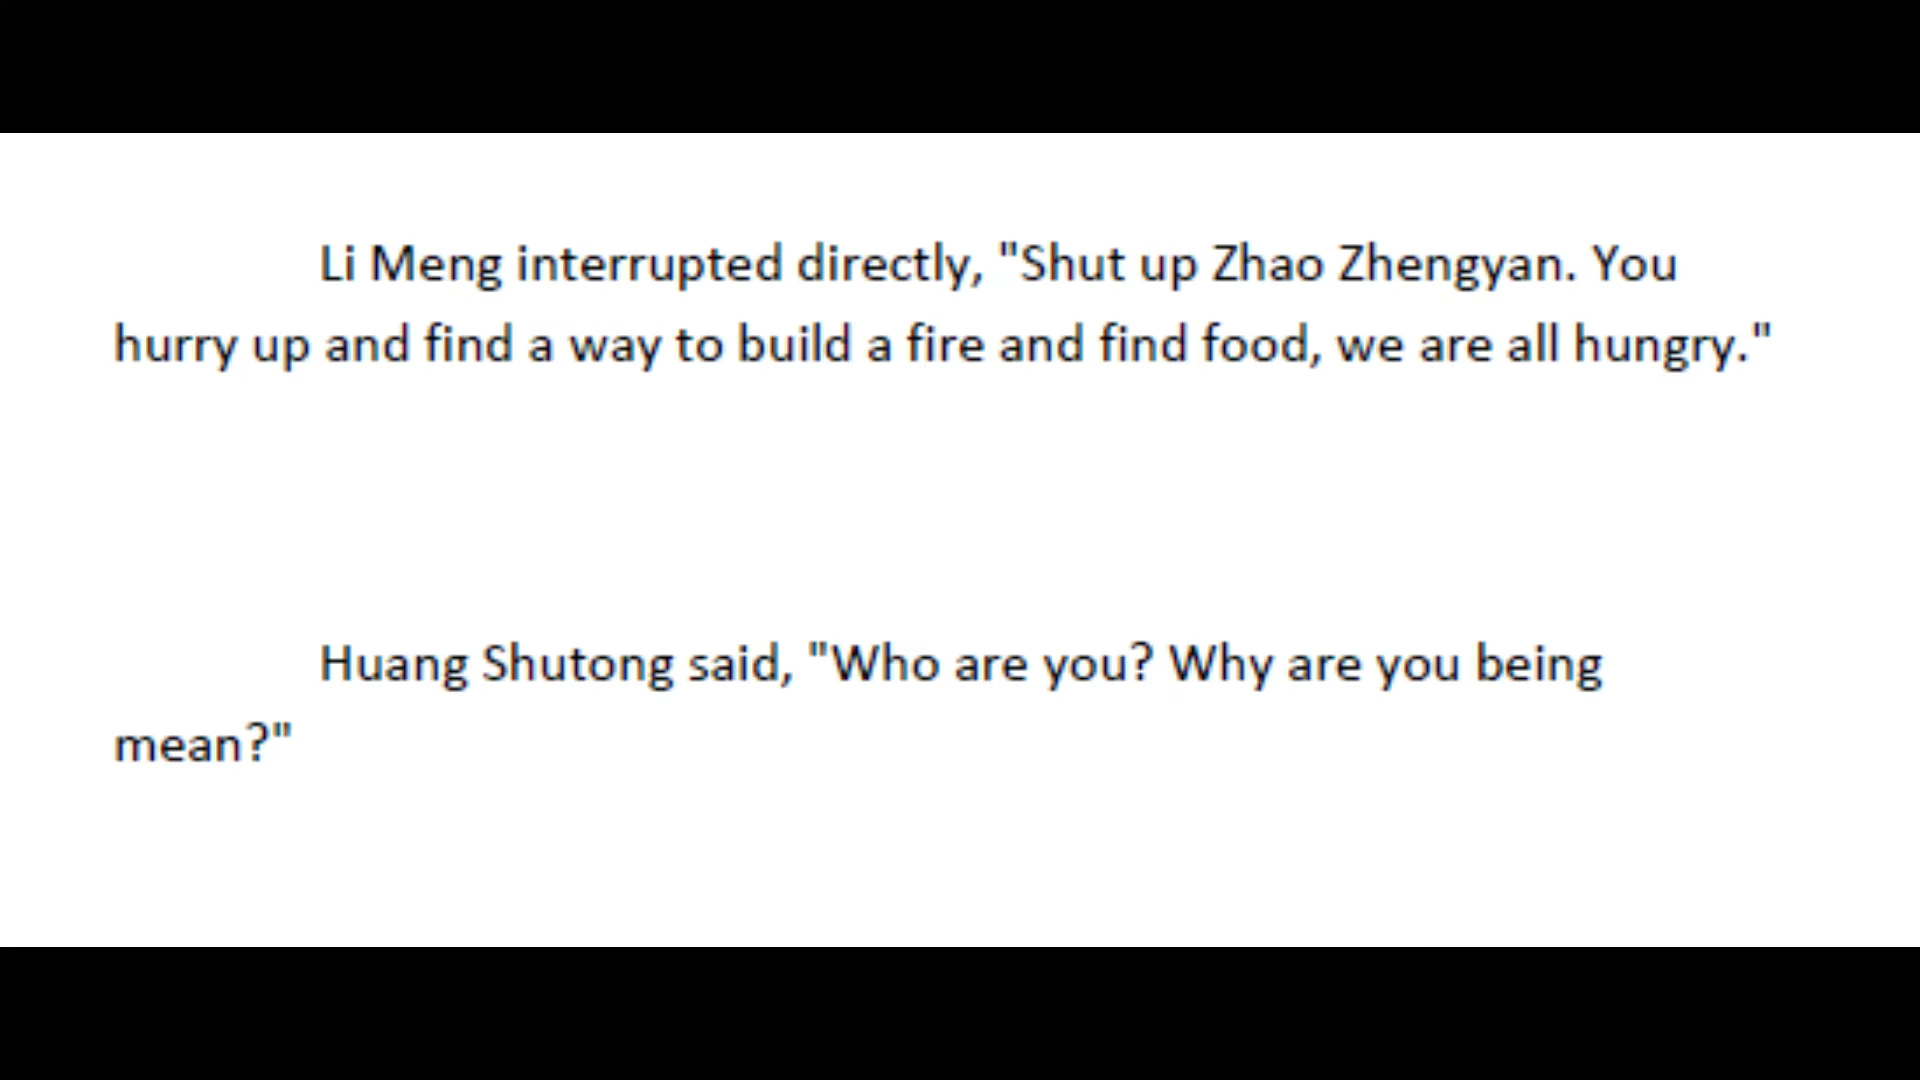 Li Meng interrupted directly, "Shut up Zhao Zhengyan. You
hurry up and find a way to build a fire and find food, we are all hungry."
Huang Shutong said, "Who are you? Why are you being
mean?"